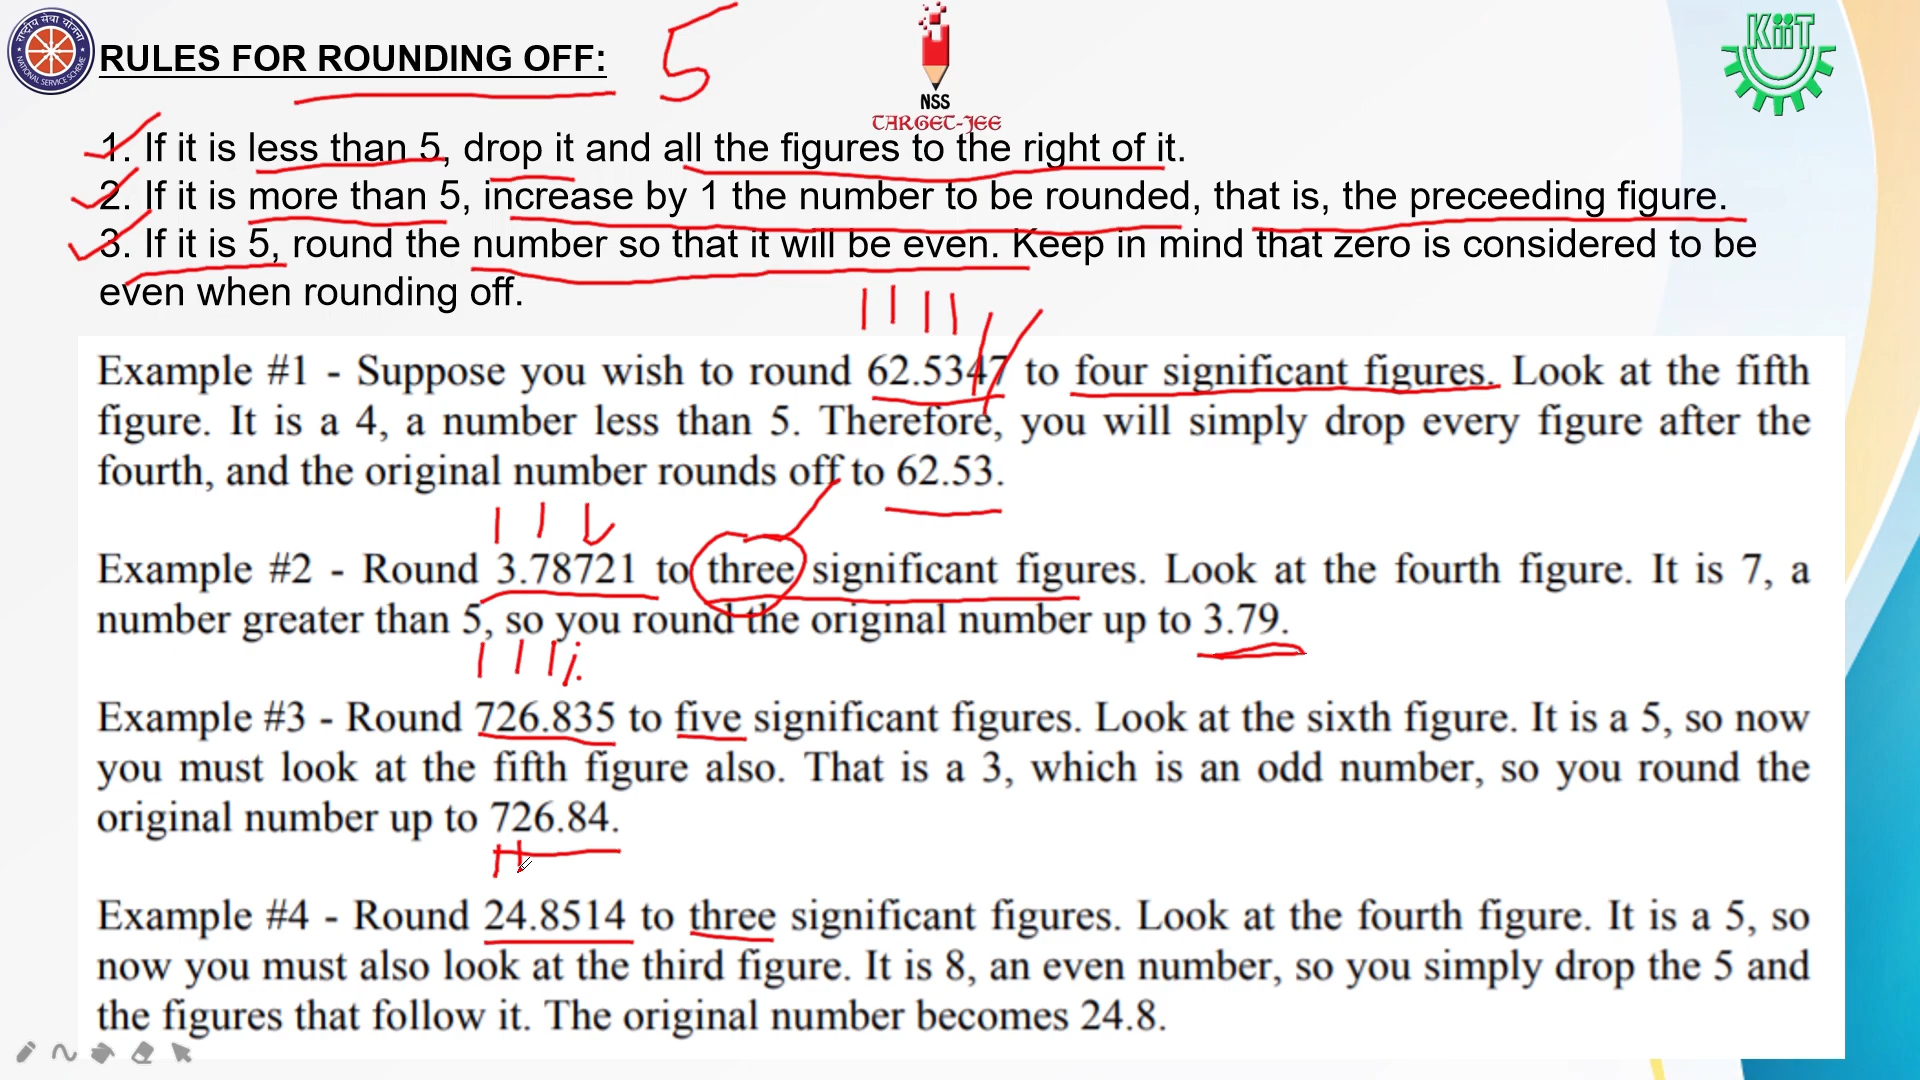 RULES FOR ROUNDING OFF:
5
NSS
TARGET-JEE
KiiT
राष्ट्रीय सेवा योजना
NATIONAL SERVICE SCHEME
1. If it is less than 5, drop it and all the figures to the right of it.
2. If it is more than 5, increase by 1 the number to be rounded, that is, the preceeding figure.
3. If it is 5, round the number so that it will be even. Keep in mind that zero is considered to be
even when rounding off.
Example #1 - Suppose you wish to round 62.5347 to four significant figures. Look at the fifth
figure. It is a 4, a number less than 5. Therefore, you will simply drop every figure after the
fourth, and the original number rounds off to 62.53.
Example #2 - Round 3.78721 to three significant figures. Look at the fourth figure. It is 7, a
number greater than 5, so you round the original number up to 3.79.
Example #3 - Round 726.835 to five significant figures. Look at the sixth figure. It is a 5, so now
you must look at the fifth figure also. That is a 3, which is an odd number, so you round the
original number up to 726.84.
Example #4 - Round 24.8514 to three significant figures. Look at the fourth figure. It is a 5, so
now you must also look at the third figure. It is 8, an even number, so you simply drop the 5 and
the figures that follow it. The original number becomes 24.8.